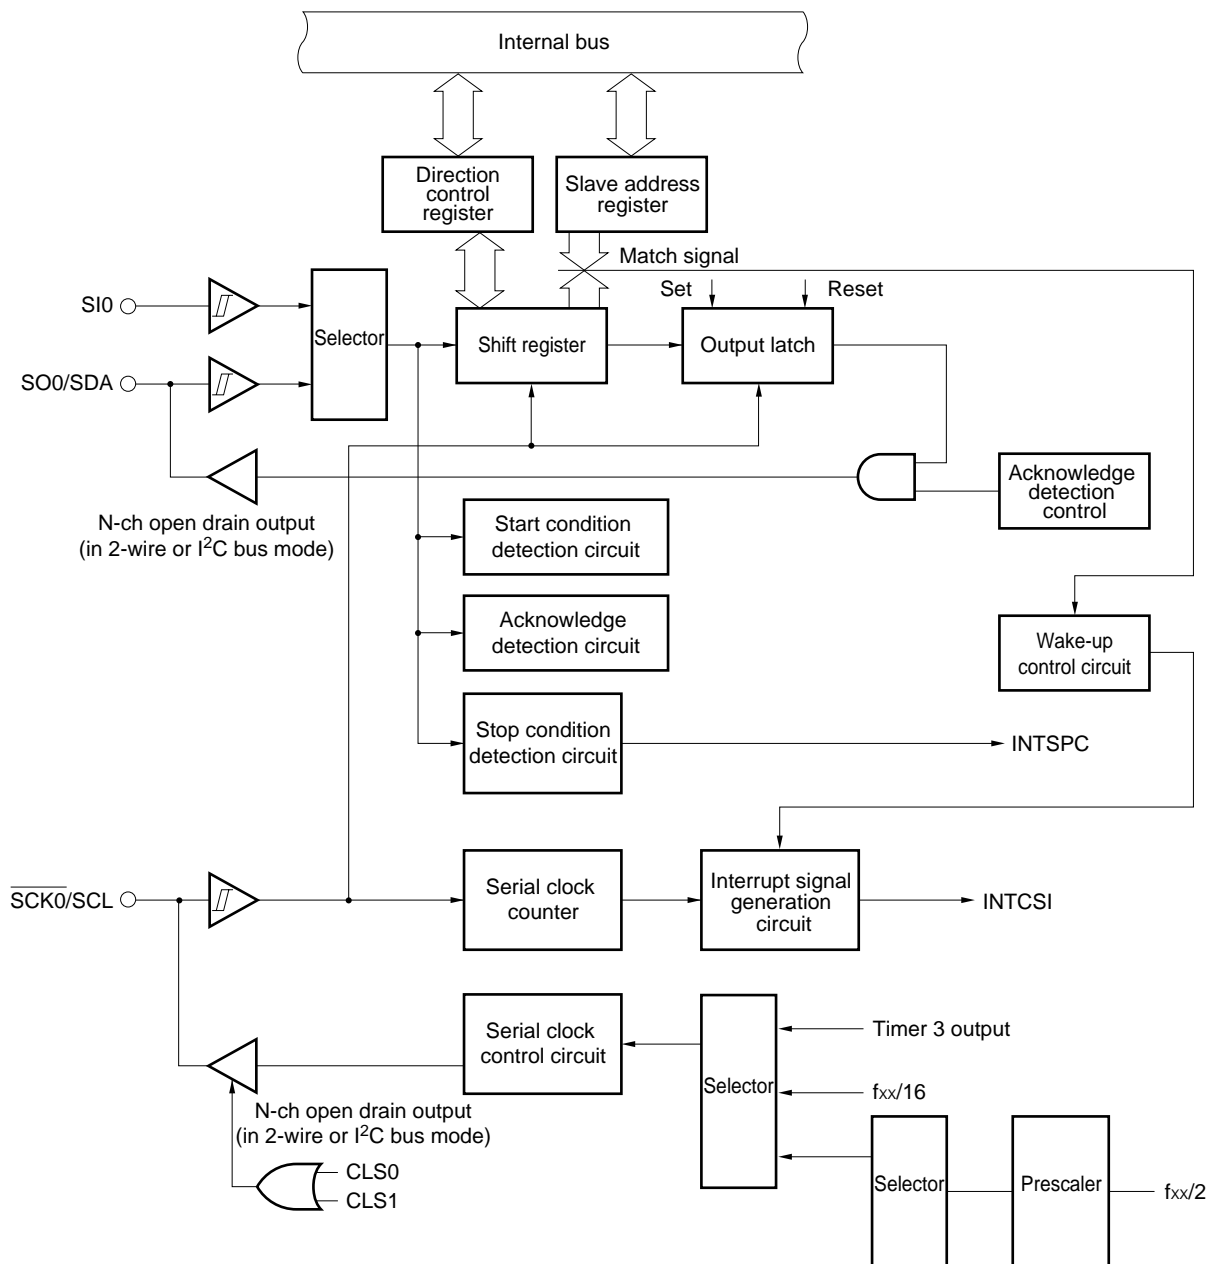 Internal bus
Direction
control
register
Slave address
register
Match signal
Set
Reset
SI0
Selector
Shift register
Output latch
SO0/SDA
Acknowledge
detection
control
N-ch open drain output
(in 2-wire or I²C bus mode)
Start condition
detection circuit
Acknowledge
detection circuit
Wake-up
control circuit
Stop condition
detection circuit
INTSPC
SCK0/SCL
Serial clock
counter
Interrupt signal
generation
circuit
INTCSI
Serial clock
control circuit
Selector
Timer 3 output
fxx/16
N-ch open drain output
(in 2-wire or I²C bus mode)
CLS0
CLS1
Selector
Prescaler
fxx/2